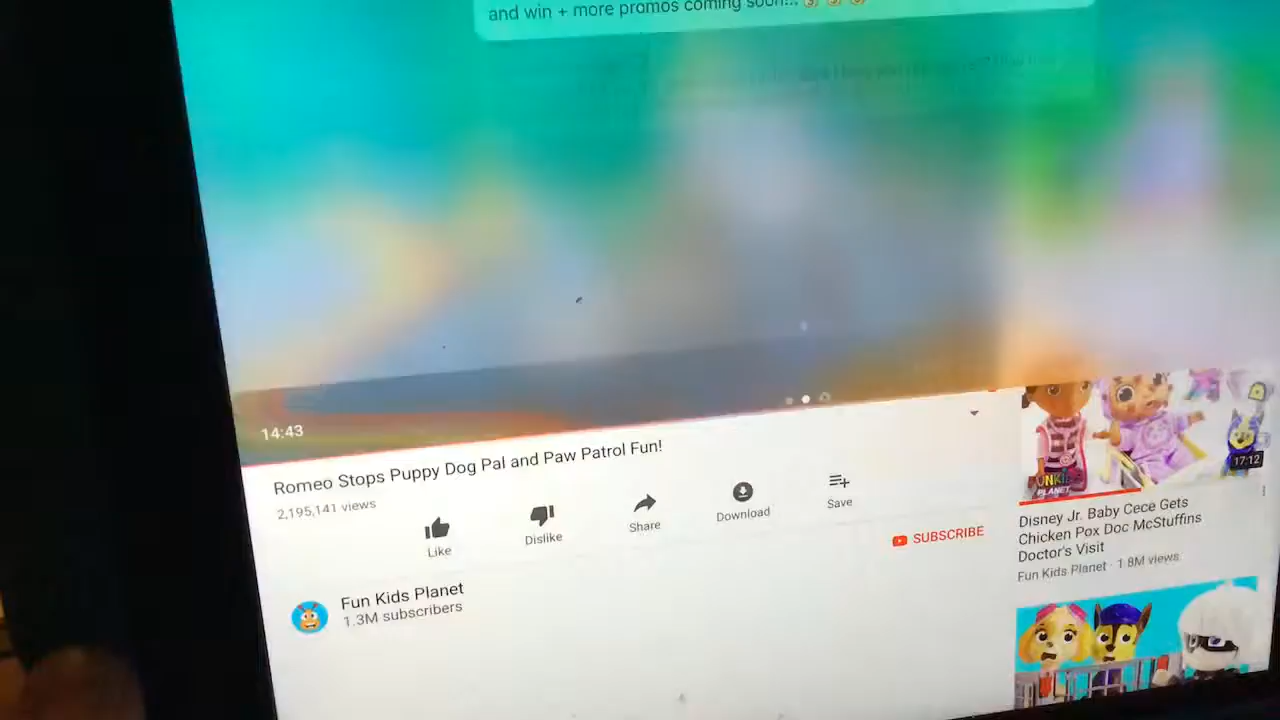 and win + more promos coming soon...
14:43
Romeo Stops Puppy Dog Pal and Paw Patrol Fun!
2,195,141 views
Like
Dislike
Share
Download
Save
SUBSCRIBE
Fun Kids Planet
1.3M subscribers
17:12
PLANET
Disney Jr. Baby Cece Gets
Chicken Pox Doc McStuffins
Doctor's Visit
Fun Kids Planet · 1.8M views